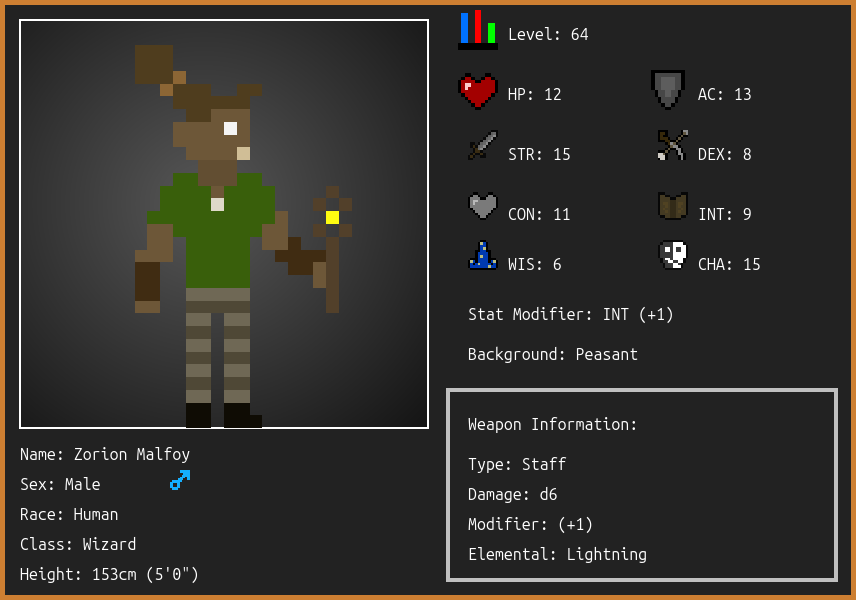 Level: 64
HP: 12
AC: 13
STR: 15
DEX: 8
CON: 11
INT: 9
WIS: 6
CHA: 15
Stat Modifier: INT (+1)
Background: Peasant
Weapon Information:
Type: Staff
Damage: d6
Modifier: (+1)
Elemental: Lightning
Name: Zorion Malfoy
Sex: Male
Race: Human
Class: Wizard
Height: 153cm (5'0")